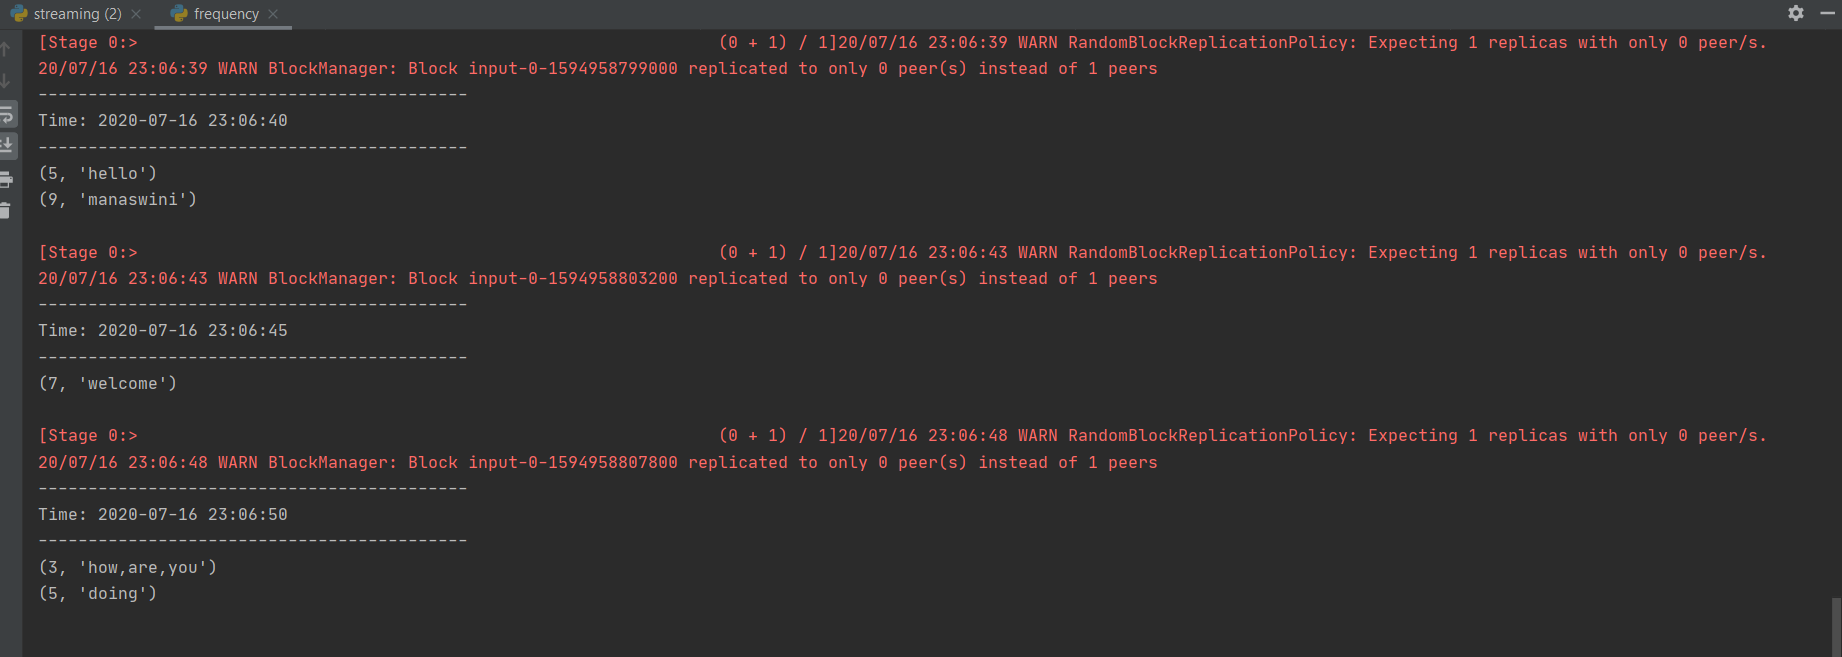 streaming (2) frequency
[Stage 0:> (0 + 1) / 1]20/07/16 23:06:39 WARN RandomBlockReplicationPolicy: Expecting 1 replicas with only 0 peer/s.
20/07/16 23:06:39 WARN BlockManager: Block input-0-1594958799000 replicated to only 0 peer(s) instead of 1 peers
-------------------------------------------
Time: 2020-07-16 23:06:40
-------------------------------------------
(5, 'hello')
(9, 'manaswini')
[Stage 0:> (0 + 1) / 1]20/07/16 23:06:43 WARN RandomBlockReplicationPolicy: Expecting 1 replicas with only 0 peer/s.
20/07/16 23:06:43 WARN BlockManager: Block input-0-1594958803200 replicated to only 0 peer(s) instead of 1 peers
-------------------------------------------
Time: 2020-07-16 23:06:45
-------------------------------------------
(7, 'welcome')
[Stage 0:> (0 + 1) / 1]20/07/16 23:06:48 WARN RandomBlockReplicationPolicy: Expecting 1 replicas with only 0 peer/s.
20/07/16 23:06:48 WARN BlockManager: Block input-0-1594958807800 replicated to only 0 peer(s) instead of 1 peers
-------------------------------------------
Time: 2020-07-16 23:06:50
-------------------------------------------
(3, 'how,are,you')
(5, 'doing')